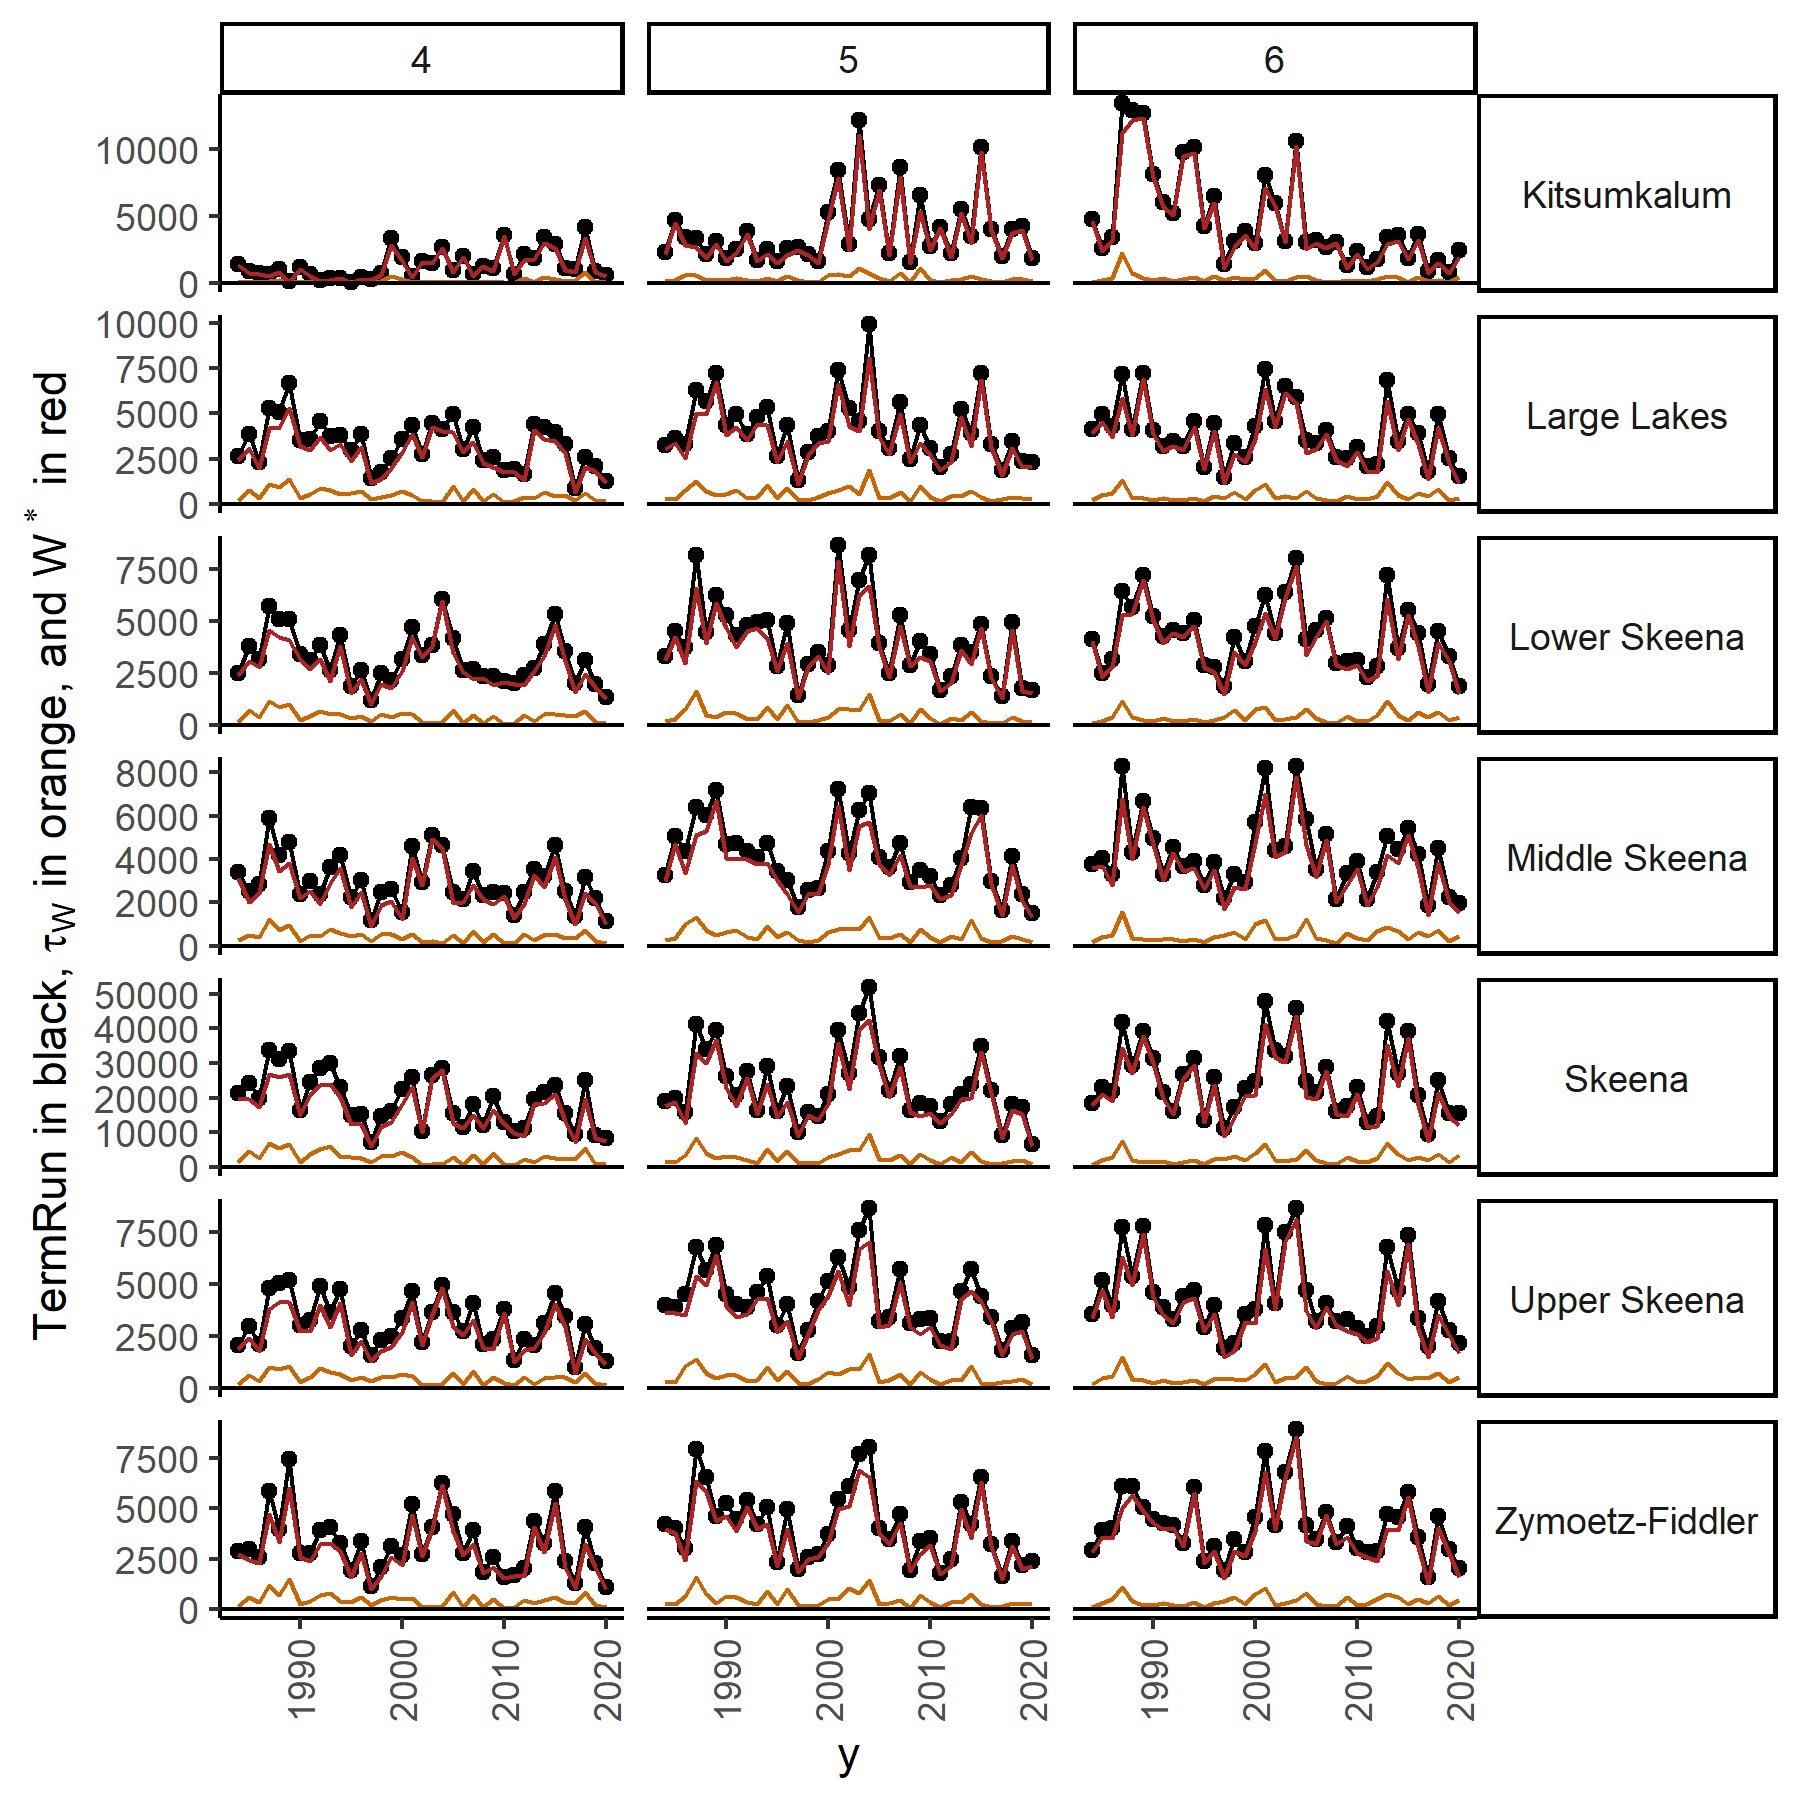 4 5 6
10000
5000
0
Kitsumkalum
10000
7500
5000
2500
0
Large Lakes
7500
5000
2500
0
Lower Skeena
8000
6000
4000
2000
0
Middle Skeena
50000
40000
30000
20000
10000
0
Skeena
7500
5000
2500
0
Upper Skeena
7500
5000
2500
0
Zymoetz-Fiddler
1990 2000 2010 2020 1990 2000 2010 2020 1990 2000 2010 2020
y
TermRun in black, τW in orange, and W* in red